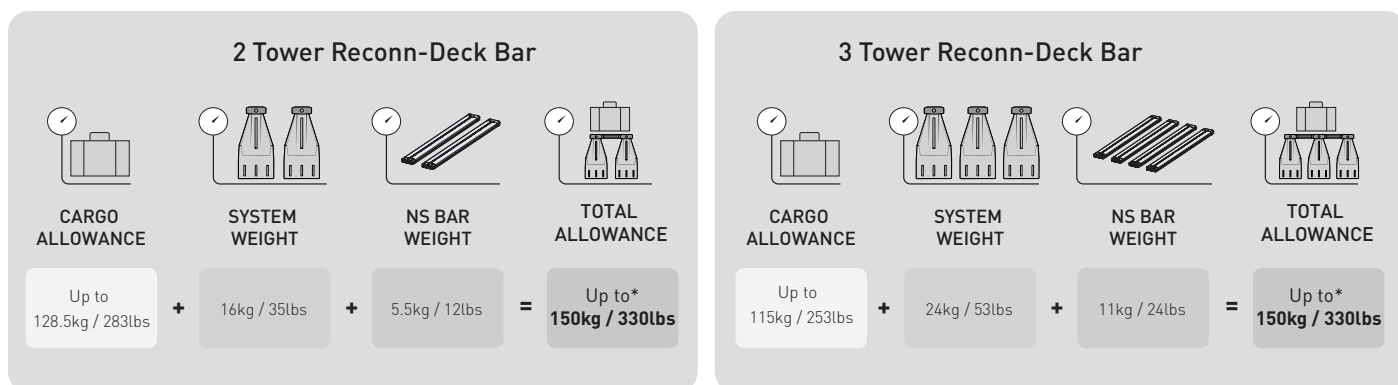 2 Tower Reconn-Deck Bar
CARGO
ALLOWANCE
SYSTEM
WEIGHT
NS BAR
WEIGHT
TOTAL
ALLOWANCE
Up to
128.5kg / 283lbs
+
16kg / 35lbs
+
5.5kg / 12lbs
=
Up to*
150kg / 330lbs
3 Tower Reconn-Deck Bar
CARGO
ALLOWANCE
SYSTEM
WEIGHT
NS BAR
WEIGHT
TOTAL
ALLOWANCE
Up to
115kg / 253lbs
+
24kg / 53lbs
+
11kg / 24lbs
=
Up to*
150kg / 330lbs